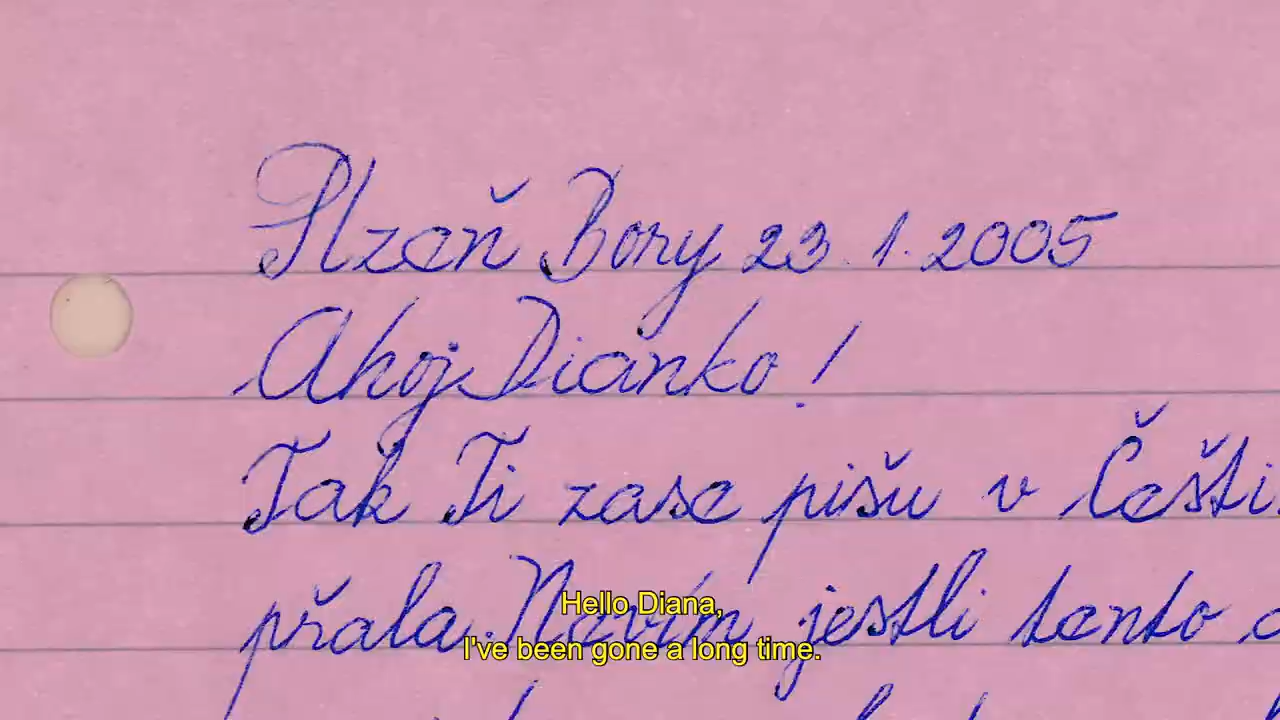 Plzeň Bory 23.1.2005
Ahoj Dianko!
Tak Ti zase píšu v Češti
přala. Nevím jestli tento
Hello Diana,
I've been gone a long time.